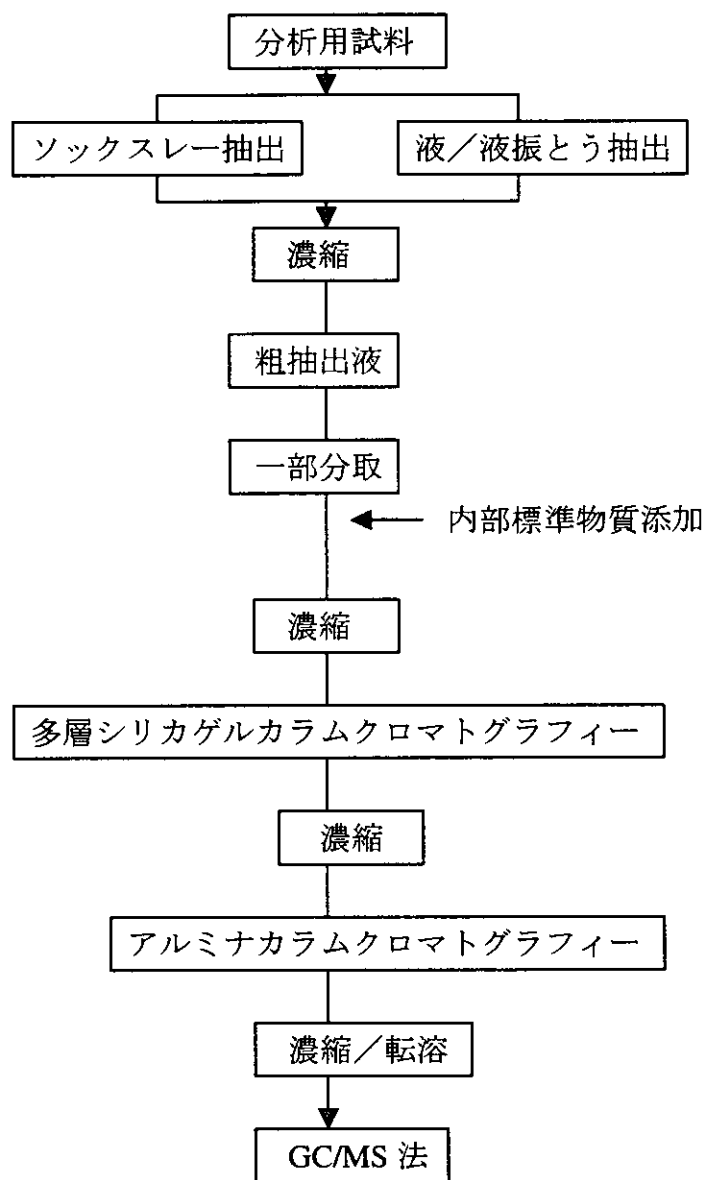 分析用試料
ソックスレー抽出
液／液振とう抽出
濃縮
粗抽出液
一部分取
内部標準物質添加
濃縮
多層シリカゲルカラムクロマトグラフィー
濃縮
アルミナカラムクロマトグラフィー
濃縮／転溶
GC/MS 法